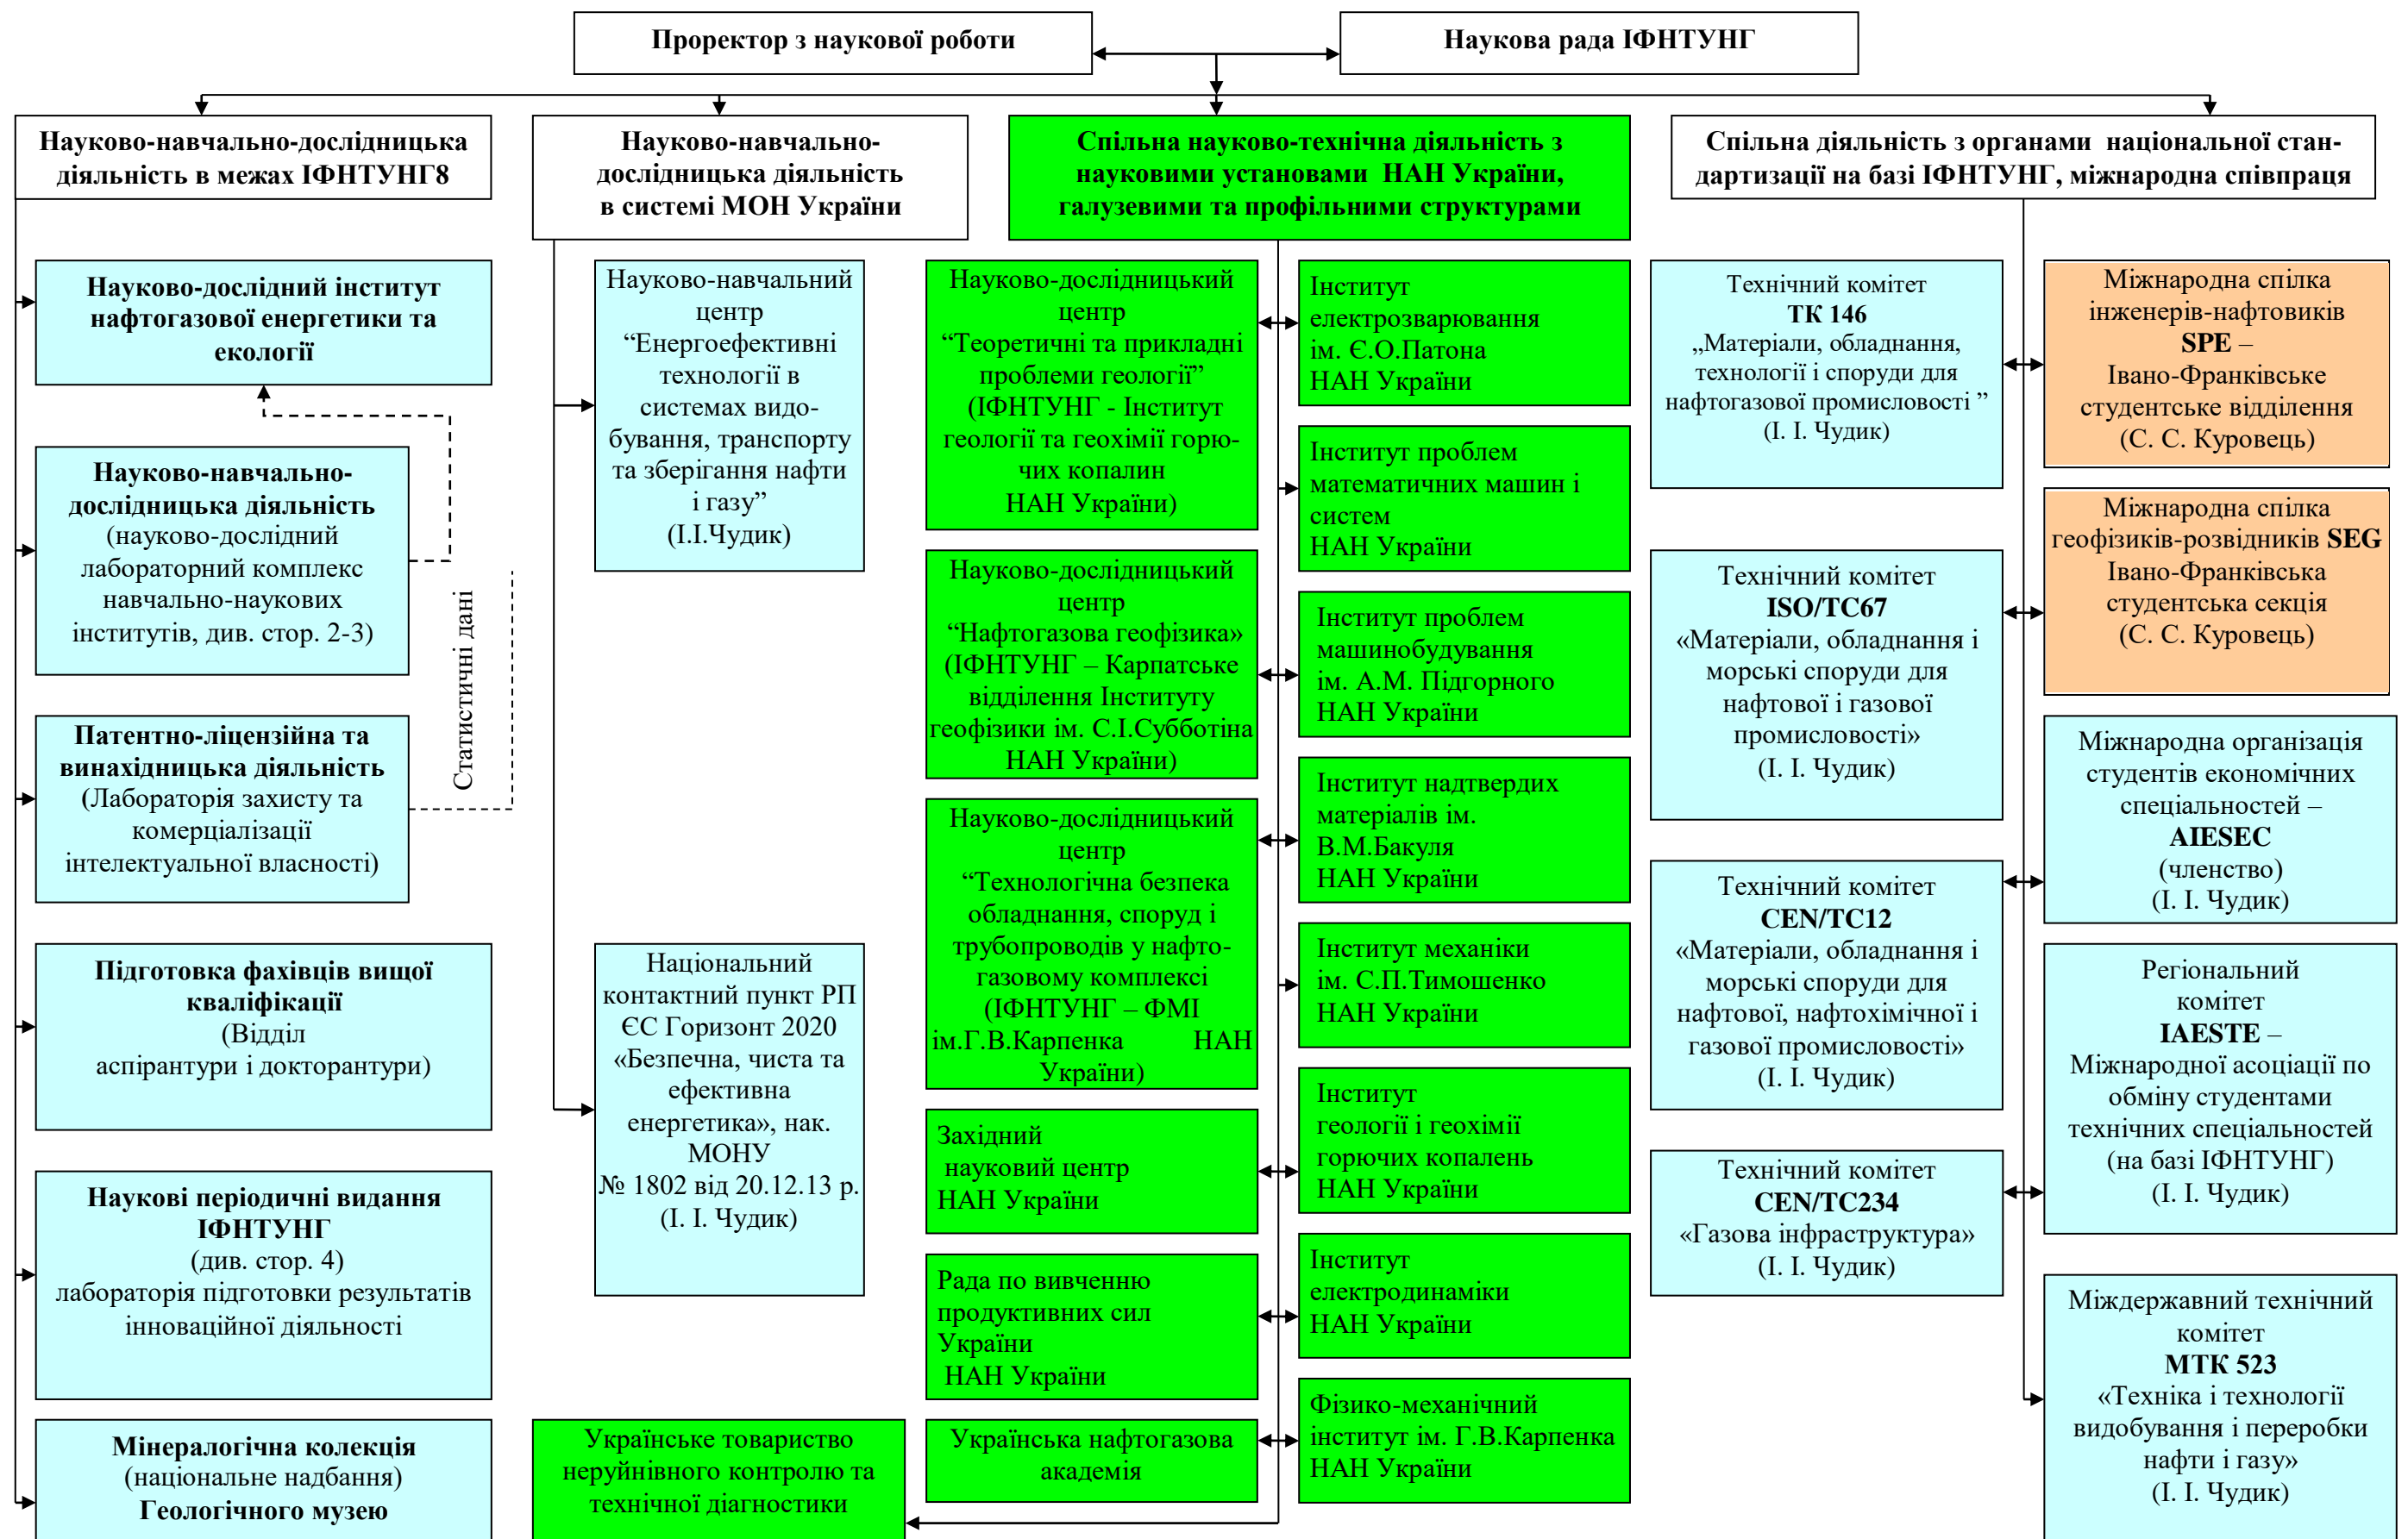 Проректор з наукової роботи
Наукова рада ІФНТУНГ
Науково-навчально-дослідницька
діяльність в межах ІФНТУНГ8
Науково-дослідний інститут
нафтогазової енергетики та
екології
Науково-навчально-
дослідницька діяльність
(науково-дослідний
лабораторний комплекс
навчально-наукових
інститутів, див. стор. 2-3)
Статистичні дані
Патентно-ліцензійна та
винахідницька діяльність
(Лабораторія захисту та
комерціалізації
інтелектуальної власності)
Підготовка фахівців вищої
кваліфікації
(Відділ
аспірантури і докторантури)
Наукові періодичні видання
ІФНТУНГ
(див. стор. 4)
лабораторія підготовки результатів
інноваційної діяльності
Мінералогічна колекція
(національне надбання)
Геологічного музею
Науково-навчально-
дослідницька діяльність
в системі МОН України
Науково-навчальний
центр
“Енергоефективні
технології в
системах видо-
бування, транспорту
та зберігання нафти
і газу”
(І.І.Чудик)
Національний
контактний пункт РП
ЄС Горизонт 2020
«Безпечна, чиста та
ефективна
енергетика», нак.
МОНУ
№ 1802 від 20.12.13 р.
(І. І. Чудик)
Спільна науково-технічна діяльність з
науковими установами НАН України,
галузевими та профільними структурами
Науково-дослідницький
центр
“Теоретичні та прикладні
проблеми геології”
(ІФНТУНГ - Інститут
геології та геохімії горю-
чих копалин
НАН України)
Науково-дослідницький
центр
“Нафтогазова геофізика»
(ІФНТУНГ – Карпатське
відділення Інституту
геофізики ім. С.І.Субботіна
НАН України)
Науково-дослідницький
центр
“Технологічна безпека
обладнання, споруд і
трубопроводів у нафто-
газовому комплексі
(ІФНТУНГ – ФМІ
ім.Г.В.Карпенка НАН
України)
Західний
науковий центр
НАН України
Рада по вивченню
продуктивних сил
України
НАН України
Українська нафтогазова
академія
Українське товариство
неруйнівного контролю та
технічної діагностики
Інститут
електрозварювання
ім. Є.О.Патона
НАН України
Інститут проблем
математичних машин і
систем
НАН України
Інститут проблем
машинобудування
ім. А.М. Підгорного
НАН України
Інститут надтвердих
матеріалів ім.
В.М.Бакуля
НАН України
Інститут механіки
ім. С.П.Тимошенко
НАН України
Інститут
геології і геохімії
горючих копалень
НАН України
Інститут
електродинаміки
НАН України
Фізико-механічний
інститут ім. Г.В.Карпенка
НАН України
Спільна діяльність з органами національної стан-
дартизації на базі ІФНТУНГ, міжнародна співпраця
Технічний комітет
ТК 146
„Матеріали, обладнання,
технології і споруди для
нафтогазової промисловості ”
(І. І. Чудик)
Технічний комітет
ISO/TC67
«Матеріали, обладнання і
морські споруди для
нафтової і газової
промисловості»
(І. І. Чудик)
Технічний комітет
CEN/TC12
«Матеріали, обладнання і
морські споруди для
нафтової, нафтохімічної і
газової промисловості»
(І. І. Чудик)
Технічний комітет
CEN/TC234
«Газова інфраструктура»
(І. І. Чудик)
Міжнародна спілка
інженерів-нафтовиків
SPE –
Івано-Франківське
студентське відділення
(С. С. Куровець)
Міжнародна спілка
геофізиків-розвідників SEG
Івано-Франківська
студентська секція
(С. С. Куровець)
Міжнародна організація
студентів економічних
спеціальностей –
AIESEC
(членство)
(І. І. Чудик)
Регіональний
комітет
IAESTE –
Міжнародної асоціації по
обміну студентами
технічних спеціальностей
(на базі ІФНТУНГ)
(І. І. Чудик)
Міждержавний технічний
комітет
МТК 523
«Техніка і технології
видобування і переробки
нафти і газу»
(І. І. Чудик)